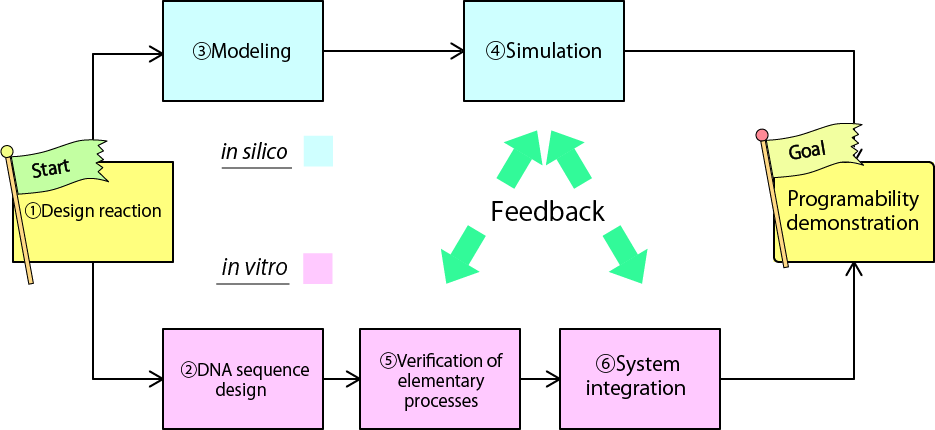 ③Modeling
④Simulation
Start
①Design reaction
in silico
Goal
Programability
demonstration
Feedback
in vitro
②DNA sequence
design
⑤Verification of
elementary
processes
⑥System
integration